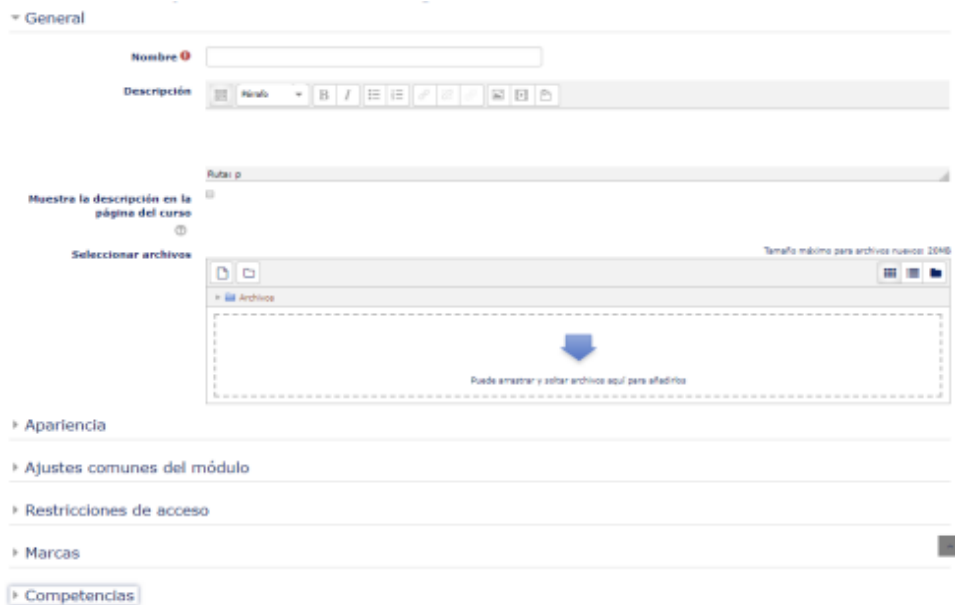 General
Nombre
Descripción
Párrafo
B I
Ruta: p
Muestra la descripción en la
página del curso
Seleccionar archivos
Tamaño máximo para archivos nuevos: 20MB
Archivos
Puede arrastrar y soltar archivos aquí para añadirlos
Apariencia
Ajustes comunes del módulo
Restricciones de acceso
Marcas
Competencias